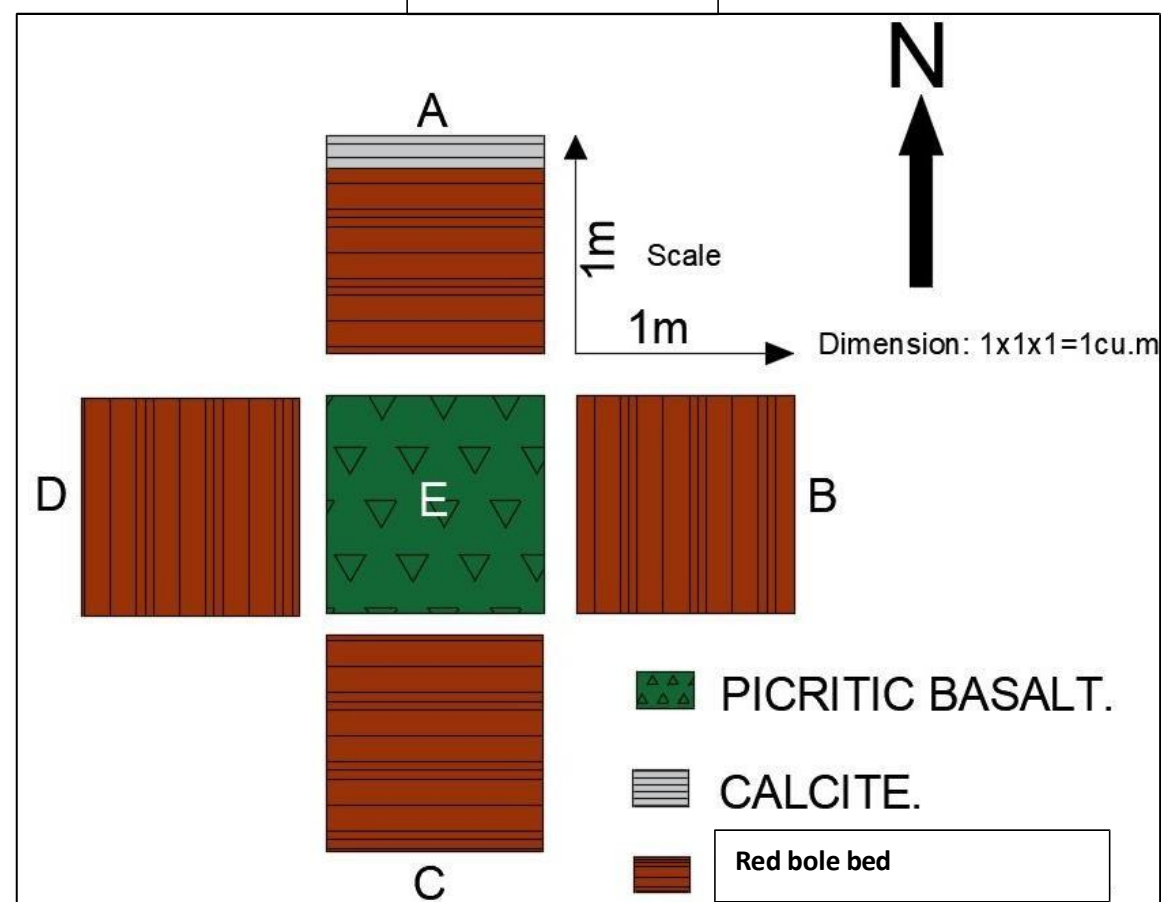 N
A
1m
Scale
1m
Dimension: 1x1x1=1cu.m
D
E
B
PICRITIC BASALT.
CALCITE.
Red bole bed
C